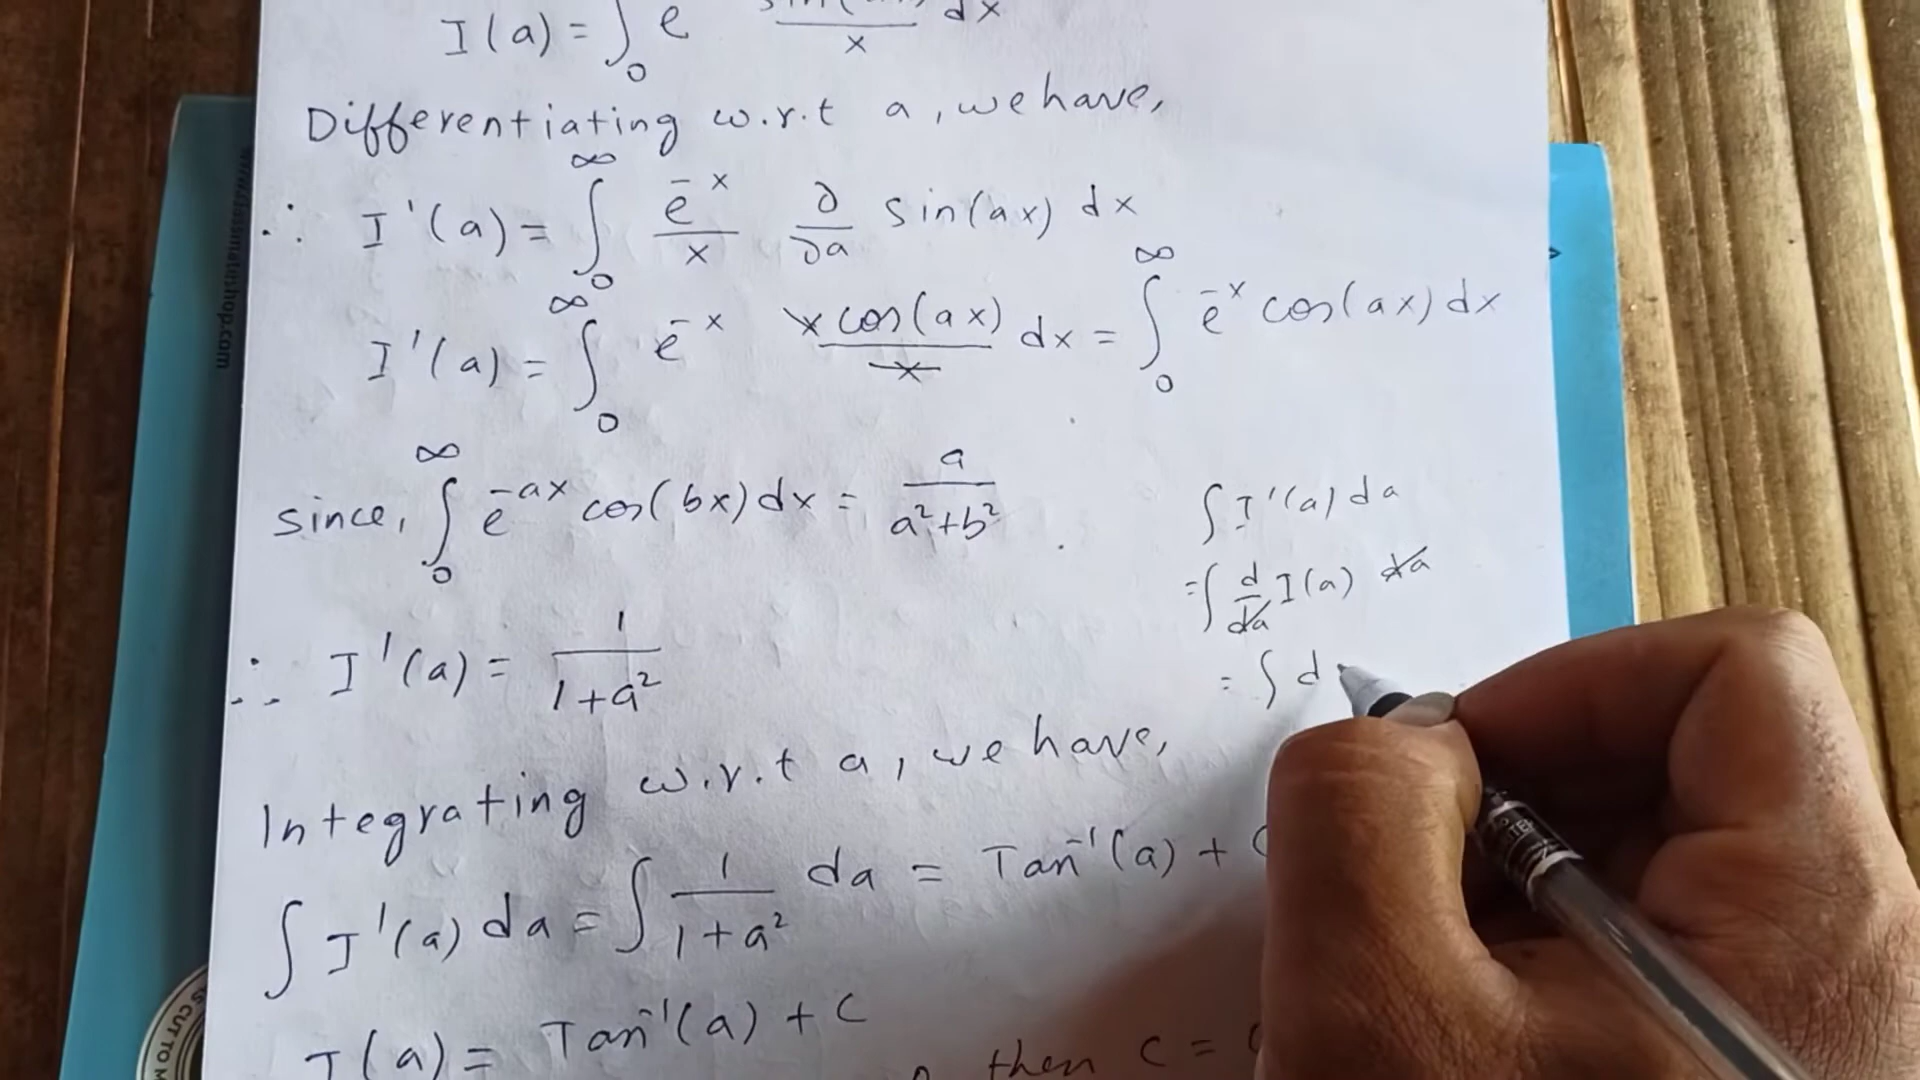 I(a) = ∫₀ e sin( dx / x
Differentiating w.r.t a, we have,
∴ I'(a) = ∫₀^∞ e^-x / x ∂/∂a sin(ax) dx
I'(a) = ∫₀^∞ e^-x x cos(ax) / x dx = ∫₀^∞ e^-x cos(ax) dx
since, ∫₀^∞ e^-ax cos(bx) dx = a / a²+b²
∴ I'(a) = 1 / 1+a²
Integrating w.r.t a, we have,
∫ I'(a) da = ∫ 1 / 1+a² da = Tan⁻¹(a) +
I(a) = Tan⁻¹(a) + C
then C =
∫ I'(a) da
= ∫ d/da I(a) da
= ∫ d